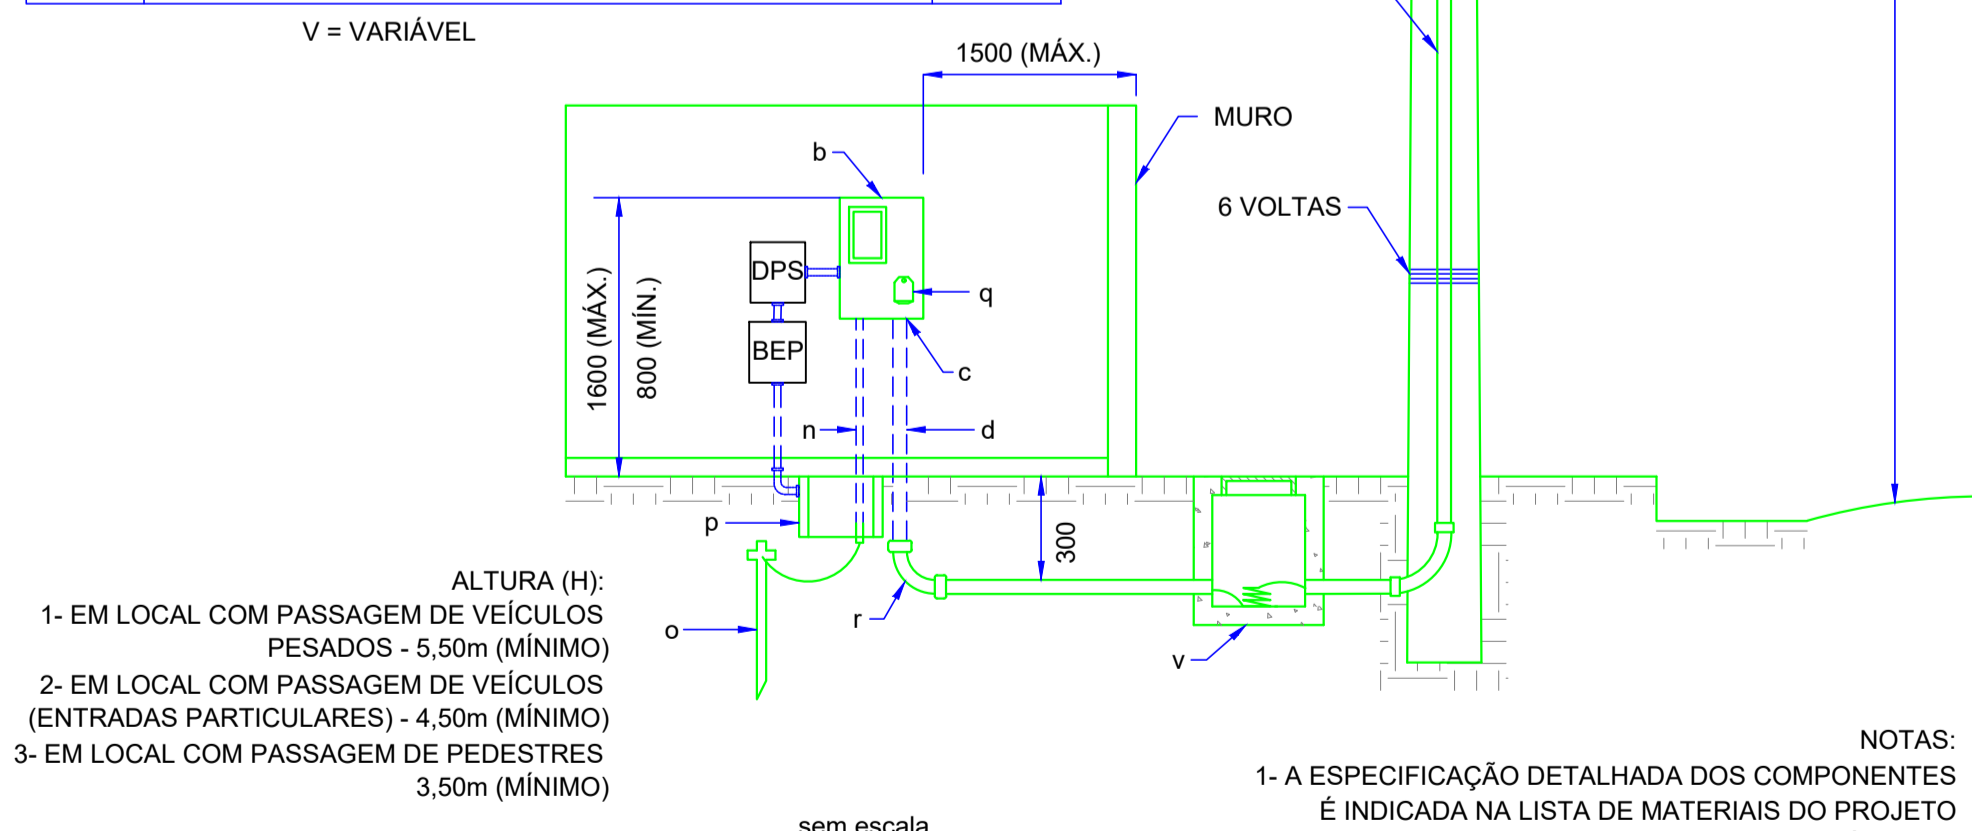 V = VARIÁVEL
1500 (MÁX.)
MURO
b
6 VOLTAS
DPS
q
1600 (MÁX.)
800 (MÍN.)
BEP
c
n
d
p
300
ALTURA (H):
1- EM LOCAL COM PASSAGEM DE VEÍCULOS
PESADOS - 5,50m (MÍNIMO)
2- EM LOCAL COM PASSAGEM DE VEÍCULOS
(ENTRADAS PARTICULARES) - 4,50m (MÍNIMO)
3- EM LOCAL COM PASSAGEM DE PEDESTRES
3,50m (MÍNIMO)
o
r
v
NOTAS:
1- A ESPECIFICAÇÃO DETALHADA DOS COMPONENTES
É INDICADA NA LISTA DE MATERIAIS DO PROJETO
sem escala